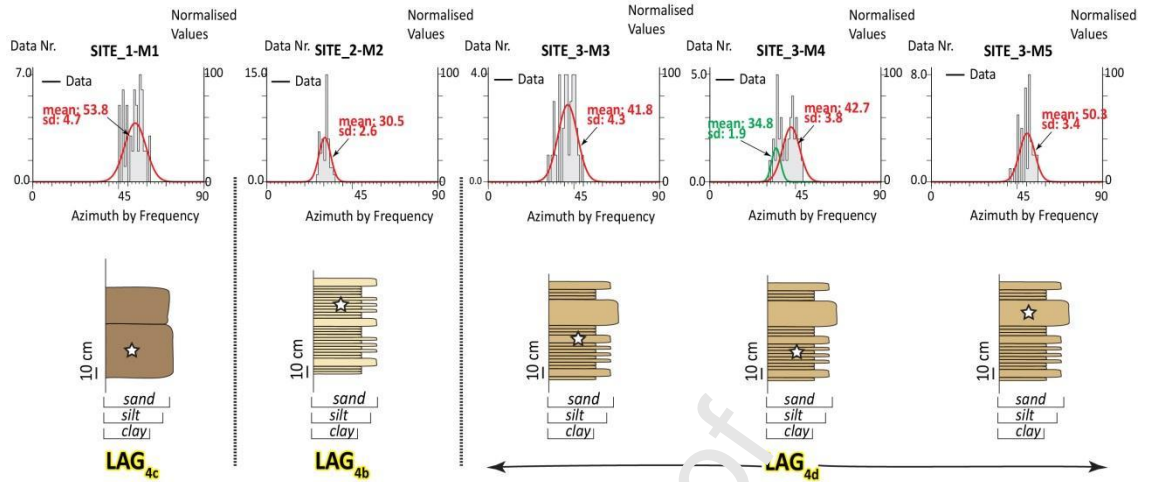 Normalised
Values
Data Nr.
SITE_1-M1
7.0
100
Data
mean: 53.8
sd: 4.7
0.0
0
0
45
90
Azimuth by Frequency
10 cm
sand
silt
clay
LAG4c
Normalised
Values
Data Nr.
SITE_2-M2
15.0
100
Data
mean: 30.5
sd: 2.6
0.0
0
0
45
90
Azimuth by Frequency
10 cm
sand
silt
clay
LAG4b
Normalised
Values
Data Nr.
SITE_3-M3
4.0
100
Data
mean: 41.8
sd: 4.3
0.0
0
0
45
90
Azimuth by Frequency
10 cm
sand
silt
clay
Normalised
Values
Data Nr.
SITE_3-M4
5.0
100
Data
mean: 34.8
sd: 1.9
mean: 42.7
sd: 3.8
0.0
0
0
45
90
Azimuth by Frequency
10 cm
sand
silt
clay
LAG4d
Normalised
Values
Data Nr.
SITE_3-M5
8.0
100
Data
mean: 50.3
sd: 3.4
0.0
0
0
45
90
Azimuth by Frequency
10 cm
sand
silt
clay